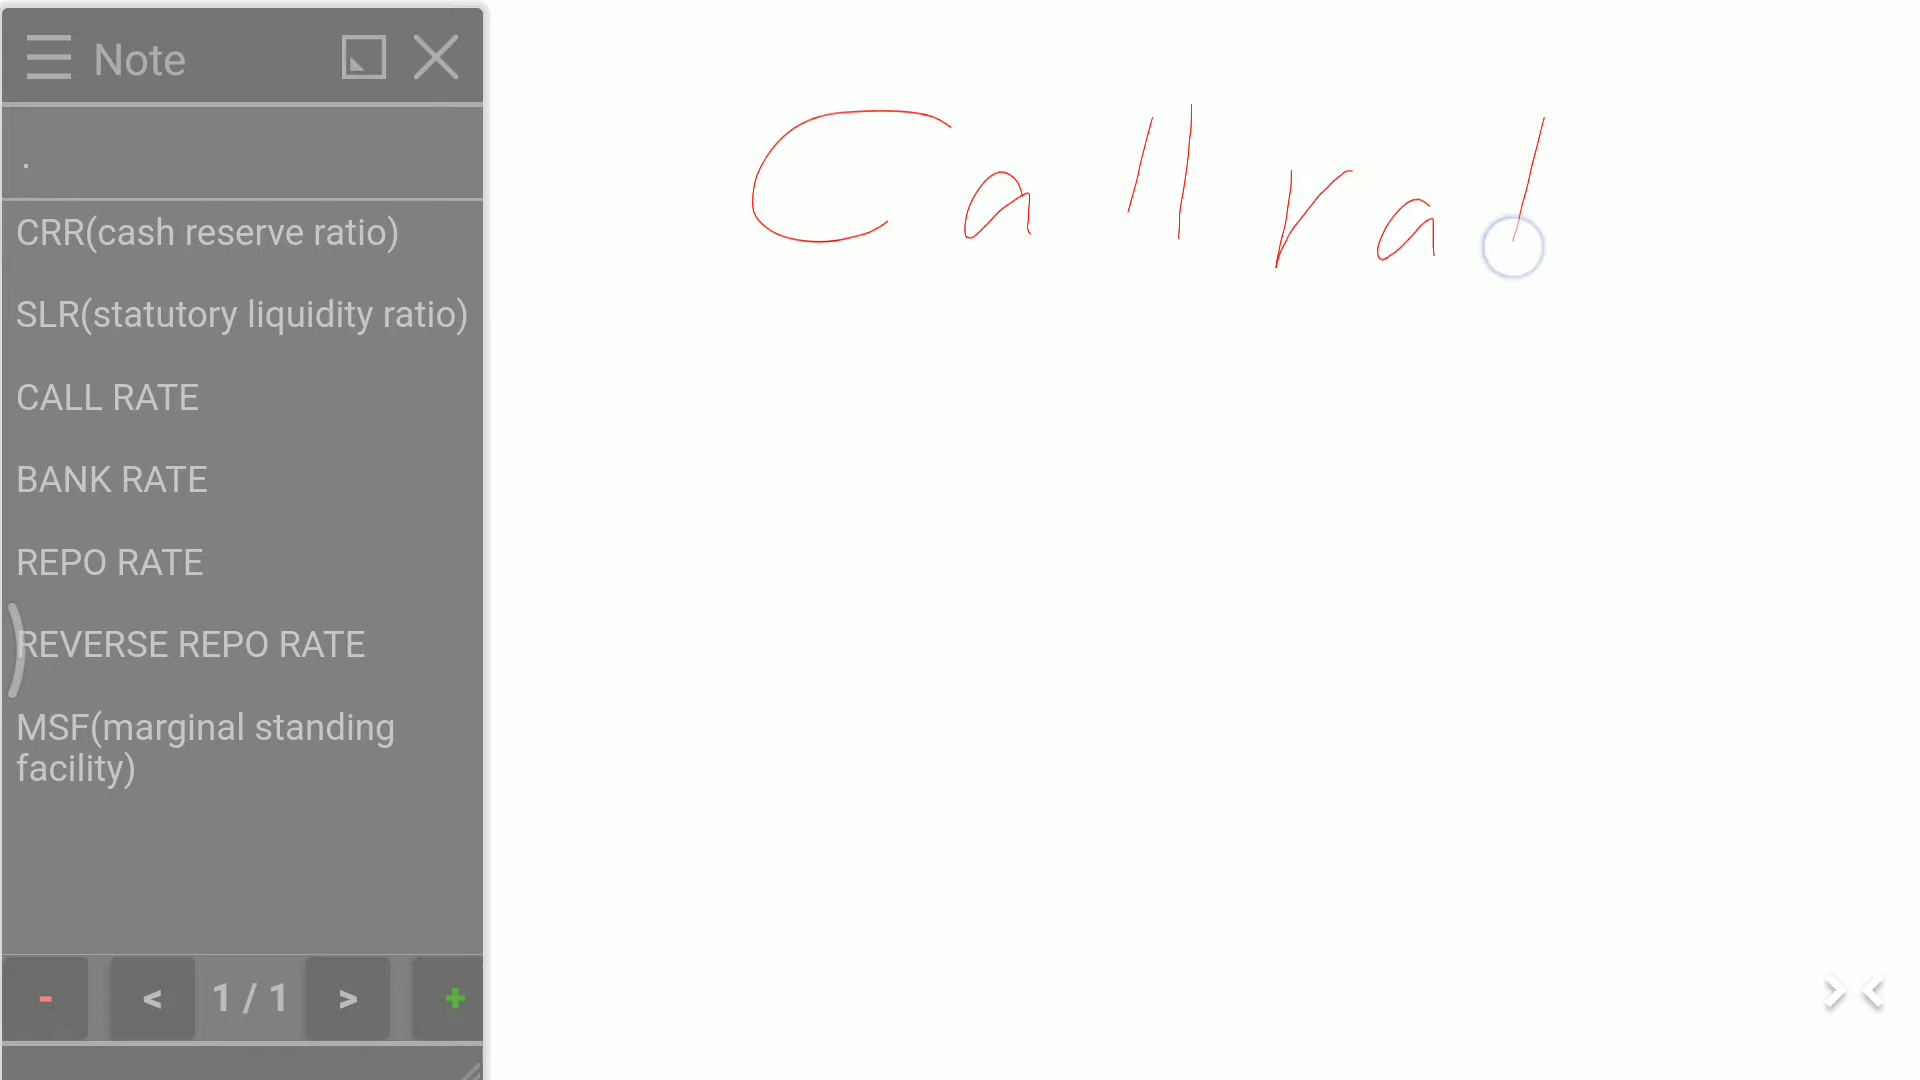 Note
.
CRR(cash reserve ratio)
SLR(statutory liquidity ratio)
CALL RATE
BANK RATE
REPO RATE
REVERSE REPO RATE
MSF(marginal standing
facility)
- < 1 / 1 > +
Call ra